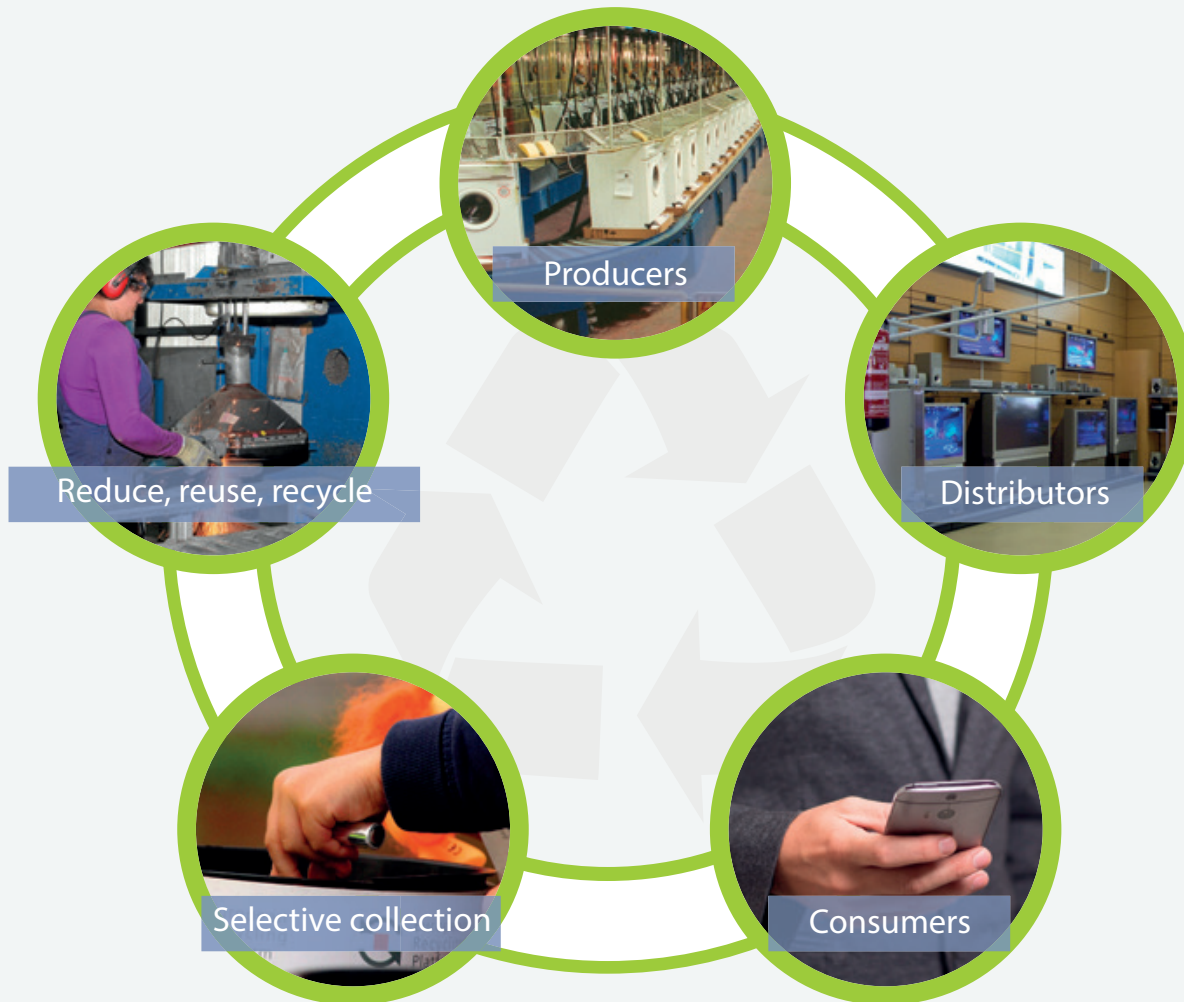 Producers
Distributors
Reduce, reuse, recycle
Selective collection
Consumers